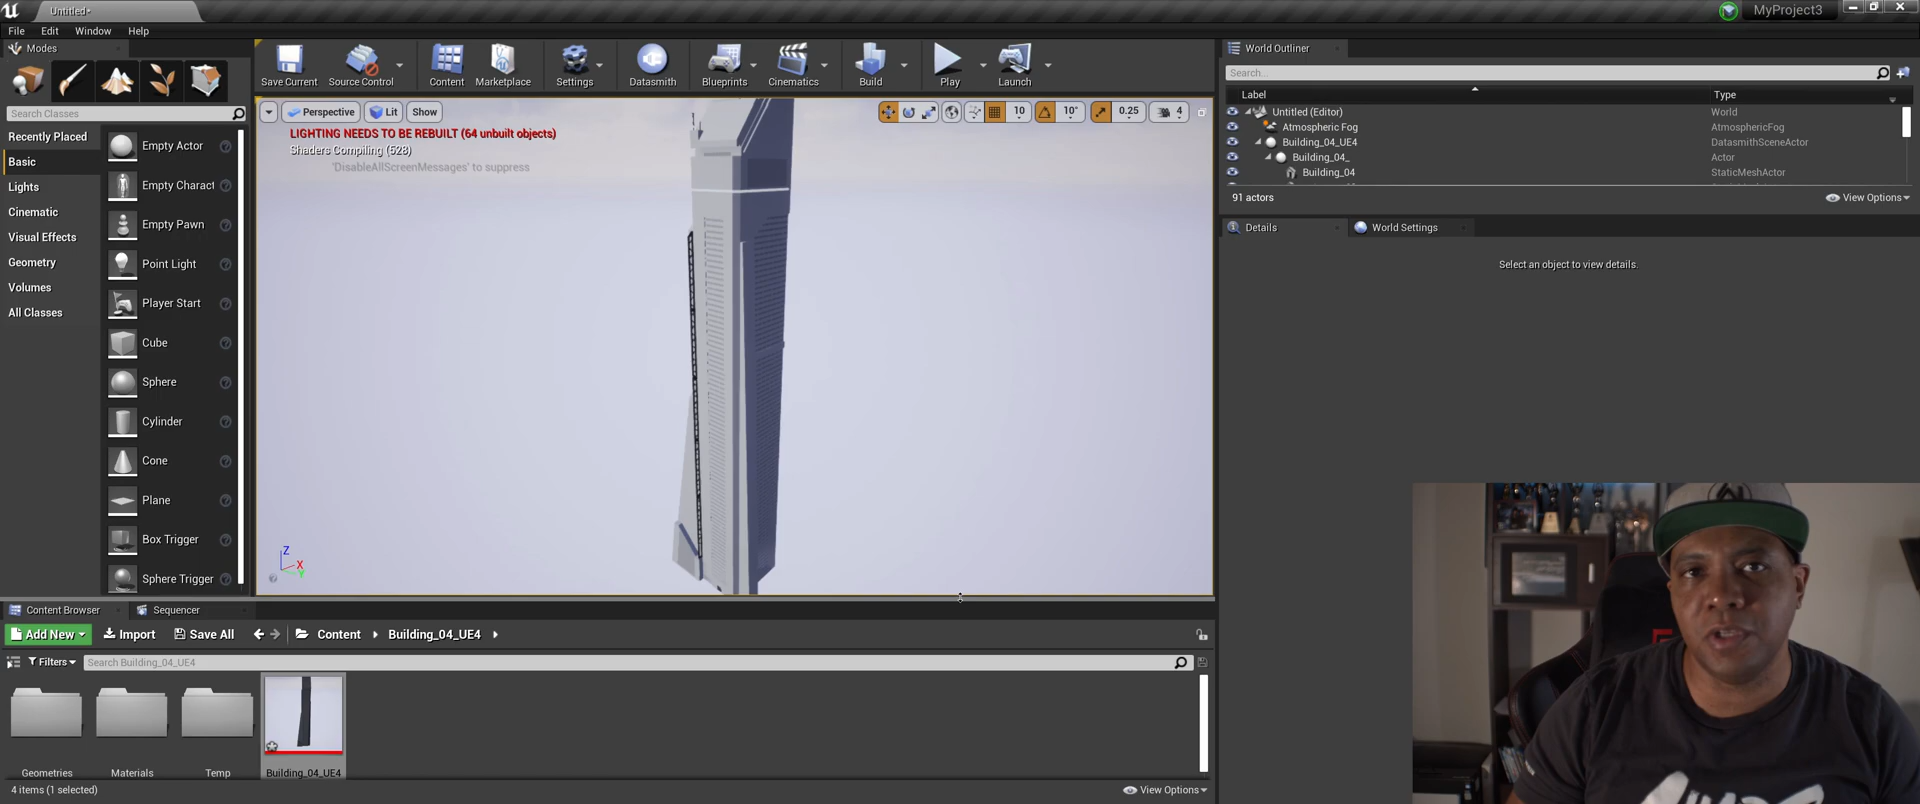 Untitled*
MyProject3
File Edit Window Help
Modes
Search Classes
Recently Placed
Basic
Lights
Cinematic
Visual Effects
Geometry
Volumes
All Classes
Empty Actor
Empty Charact
Empty Pawn
Point Light
Player Start
Cube
Sphere
Cylinder
Cone
Plane
Box Trigger
Sphere Trigger
Save Current Source Control Content Marketplace Settings Datasmith Blueprints Cinematics Build Play Launch
Perspective Lit Show
10 10° 0.25 4
LIGHTING NEEDS TO BE REBUILT (64 unbuilt objects)
Shaders Compiling (528)
'DisableAllScreenMessages' to suppress
Z
X
Y
World Outliner
Search...
Label Type
Untitled (Editor) World
Atmospheric Fog AtmosphericFog
Building_04_UE4 DatasmithSceneActor
Building_04_ Actor
Building_04 StaticMeshActor
91 actors View Options
Details World Settings
Select an object to view details.
Content Browser Sequencer
Add New Import Save All Content Building_04_UE4
Filters Search Building_04_UE4
Geometries Materials Temp Building_04_UE4
4 items (1 selected) View Options